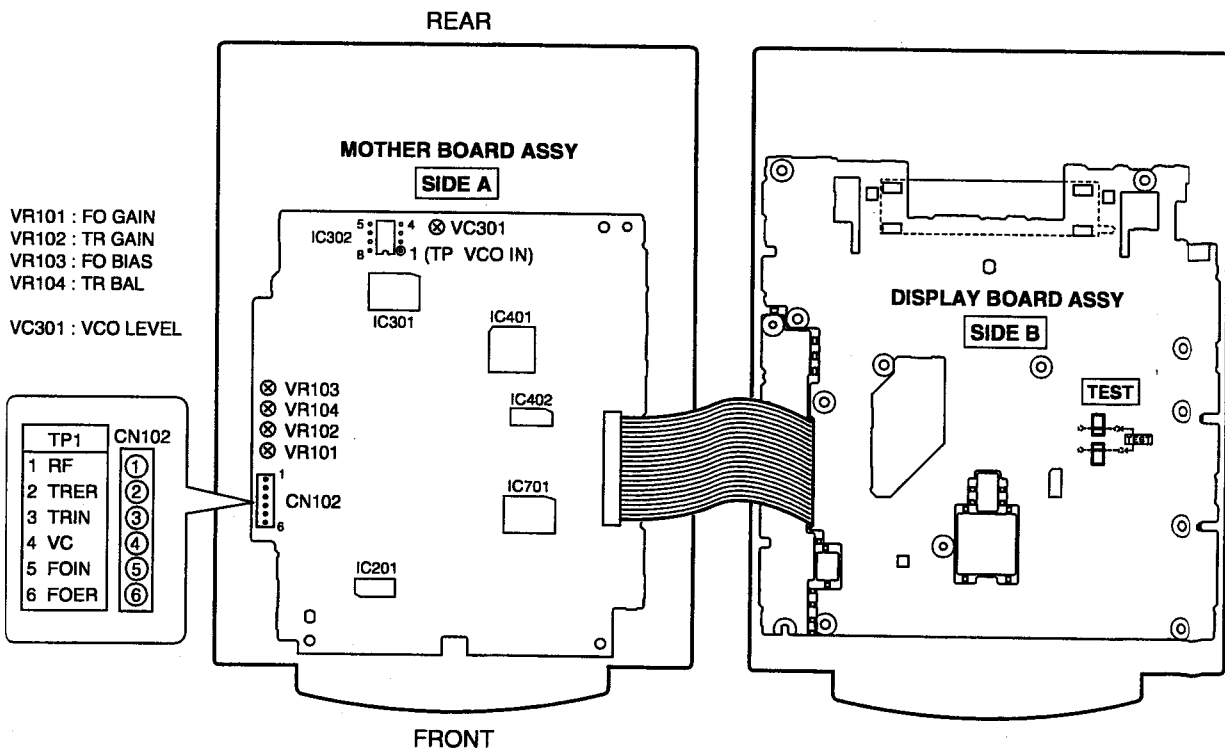 REAR
MOTHER BOARD ASSY
SIDE A
VR101 : FO GAIN
VR102 : TR GAIN
VR103 : FO BIAS
VR104 : TR BAL
VC301 : VCO LEVEL
IC302
5
4
8
1 (TP VCO IN)
VC301
IC301
IC401
IC402
VR103
VR104
VR102
VR101
1
CN102
6
IC701
IC201
TP1 CN102
1 RF 1
2 TRER 2
3 TRIN 3
4 VC 4
5 FOIN 5
6 FOER 6
DISPLAY BOARD ASSY
SIDE B
TEST
TEST
FRONT